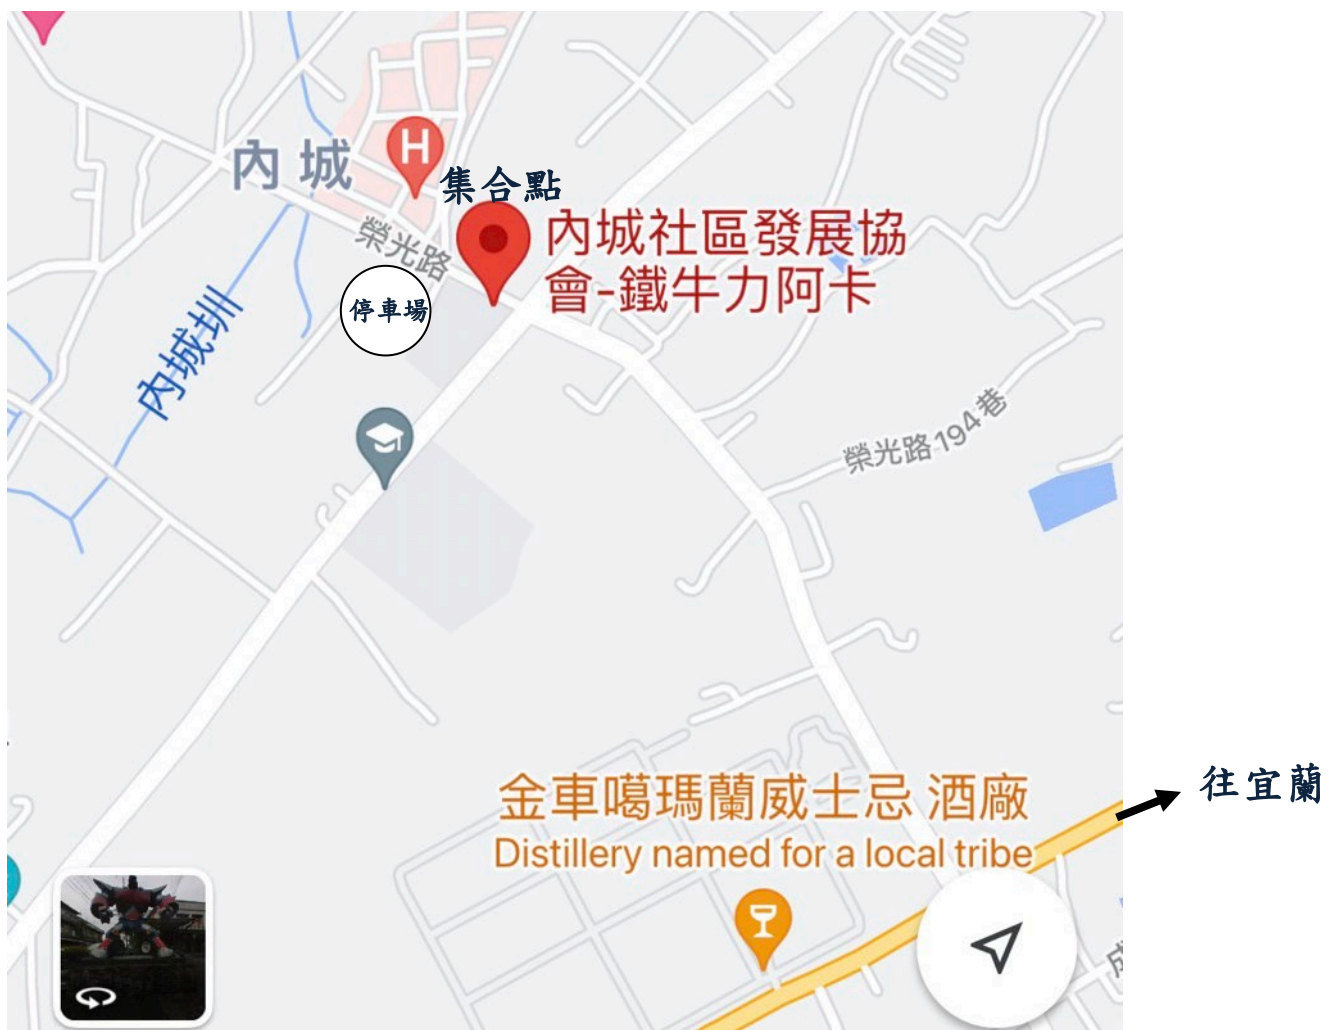 內城
H
集合點
榮光路
內城社區發展協
會-鐵牛力阿卡
停車場
內城圳
榮光路194巷
往宜蘭
金車噶瑪蘭威士忌 酒廠
Distillery named for a local tribe
成